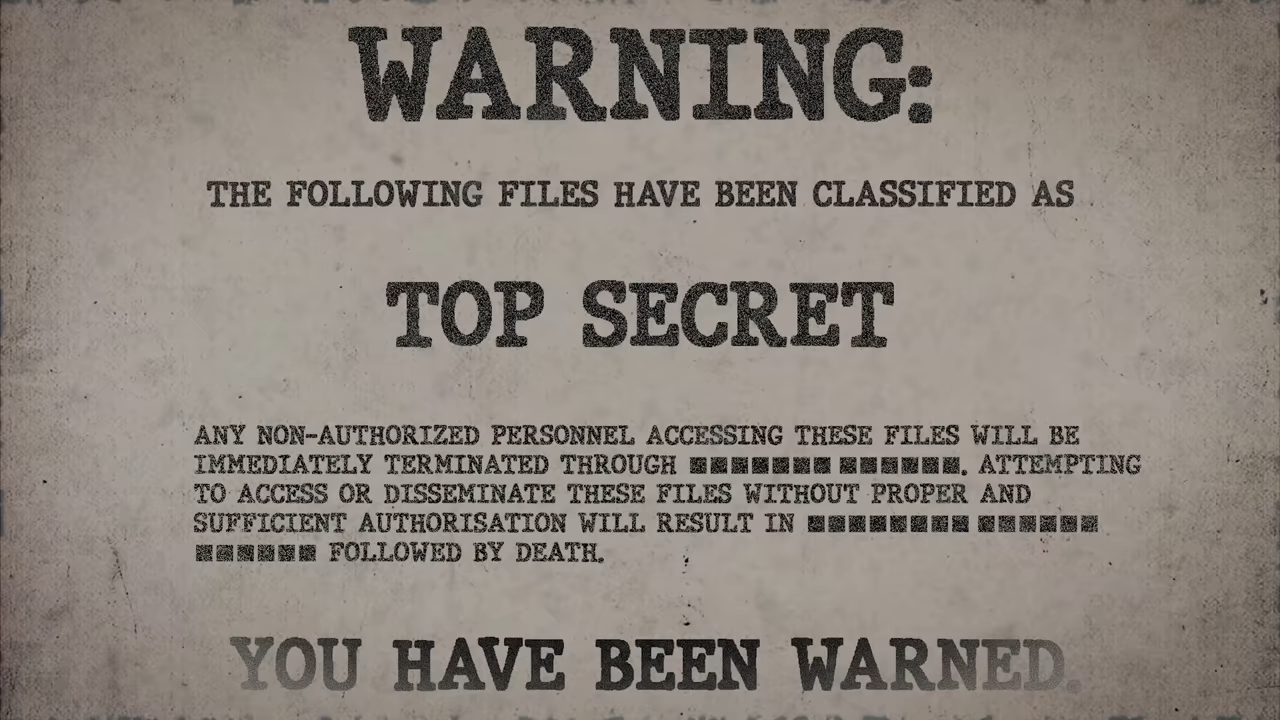 WARNING:
THE FOLLOWING FILES HAVE BEEN CLASSIFIED AS
TOP SECRET
ANY NON-AUTHORIZED PERSONNEL ACCESSING THESE FILES WILL BE
IMMEDIATELY TERMINATED THROUGH ■■■■■■■ ■■■■■■. ATTEMPTING
TO ACCESS OR DISSEMINATE THESE FILES WITHOUT PROPER AND
SUFFICIENT AUTHORISATION WILL RESULT IN ■■■■■■■■ ■■■■■■
■■■■■■ FOLLOWED BY DEATH.
YOU HAVE BEEN WARNED.